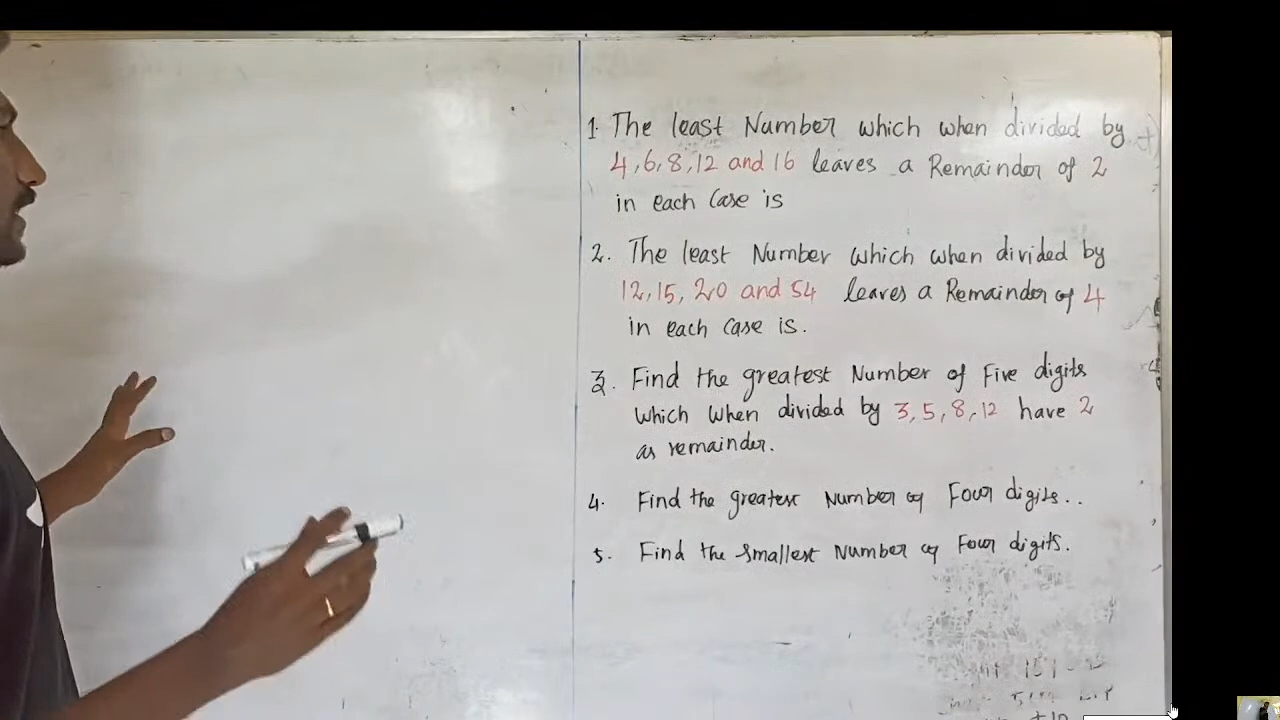 1. The least Number which when divided by
4,6,8,12 and 16 leaves a Remainder of 2
in each Case is
2. The least Number which when divided by
12,15, 20 and 54 leaves a Remainder of 4
in each Case is.
3. Find the greatest Number of Five digits
which when divided by 3, 5, 8, 12 have 2
as remainder.
4. Find the greatest Number of Four digits..
5. Find the Smallest Number of Four digits.